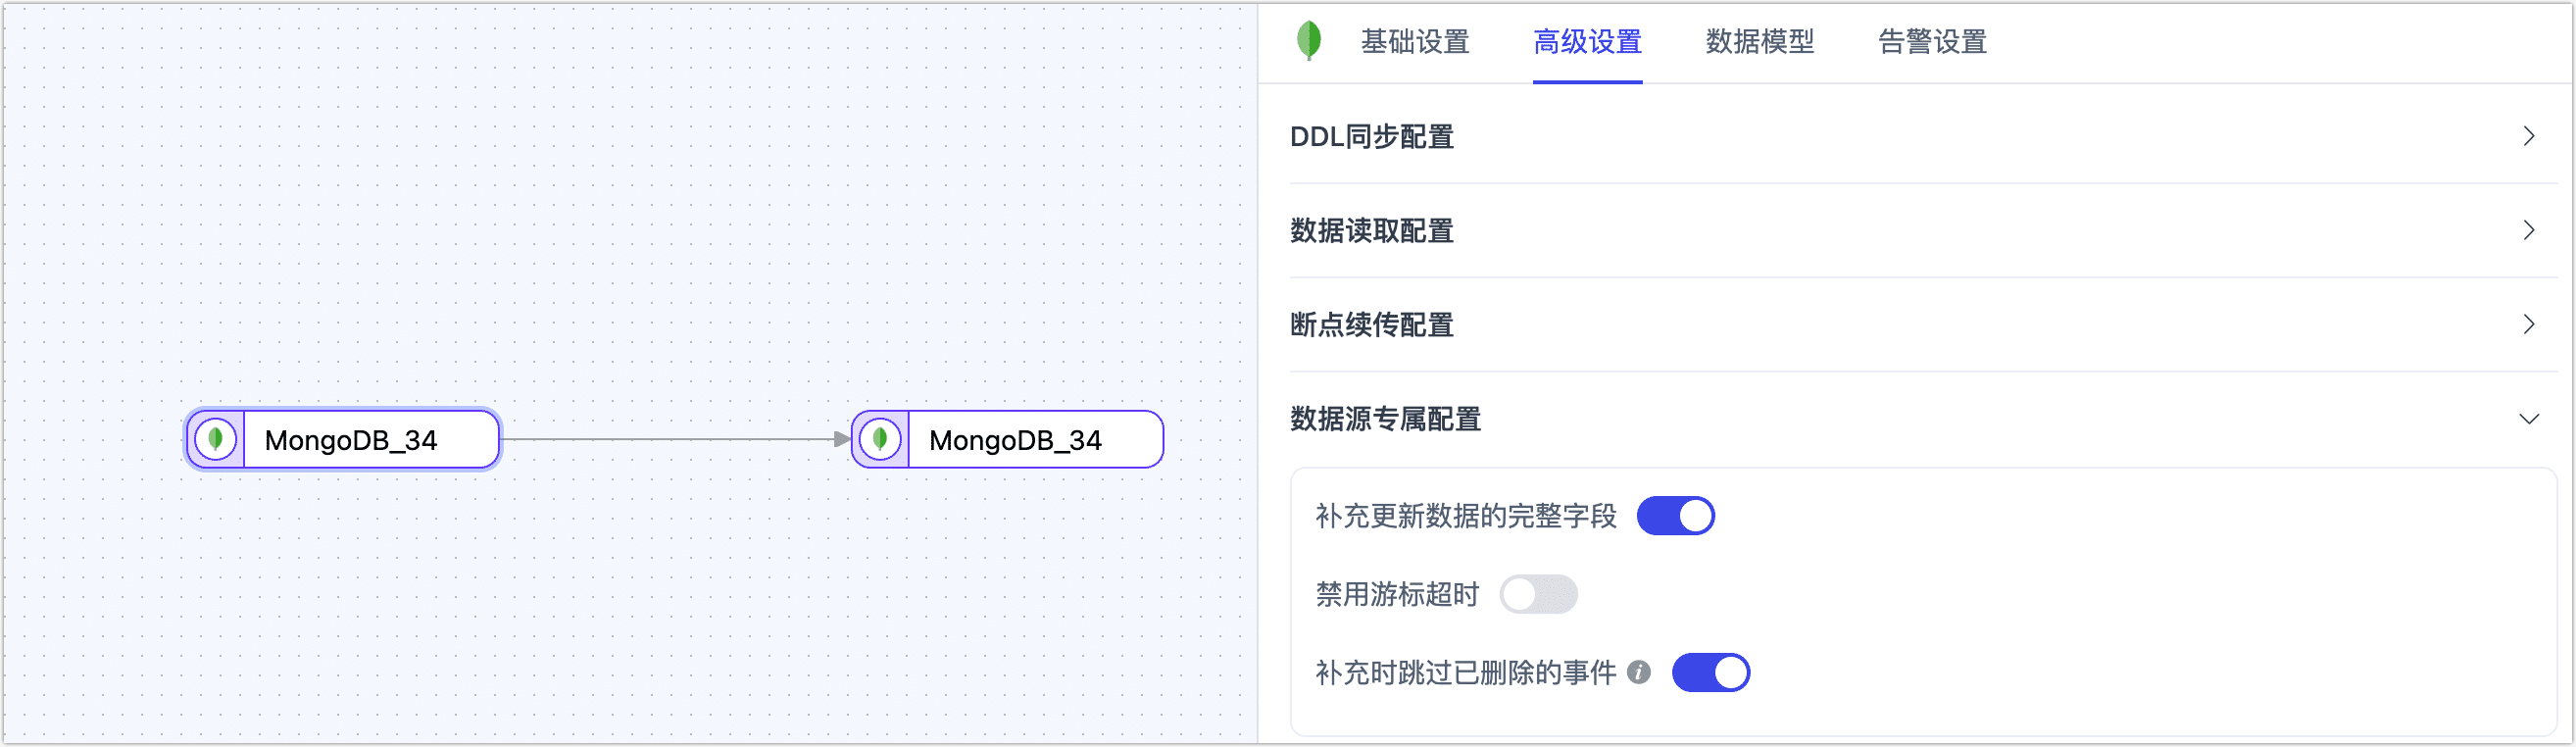 基础设置 高级设置 数据模型 告警设置
DDL同步配置
数据读取配置
断点续传配置
数据源专属配置
补充更新数据的完整字段
禁用游标超时
补充时跳过已删除的事件 i
MongoDB_34
MongoDB_34